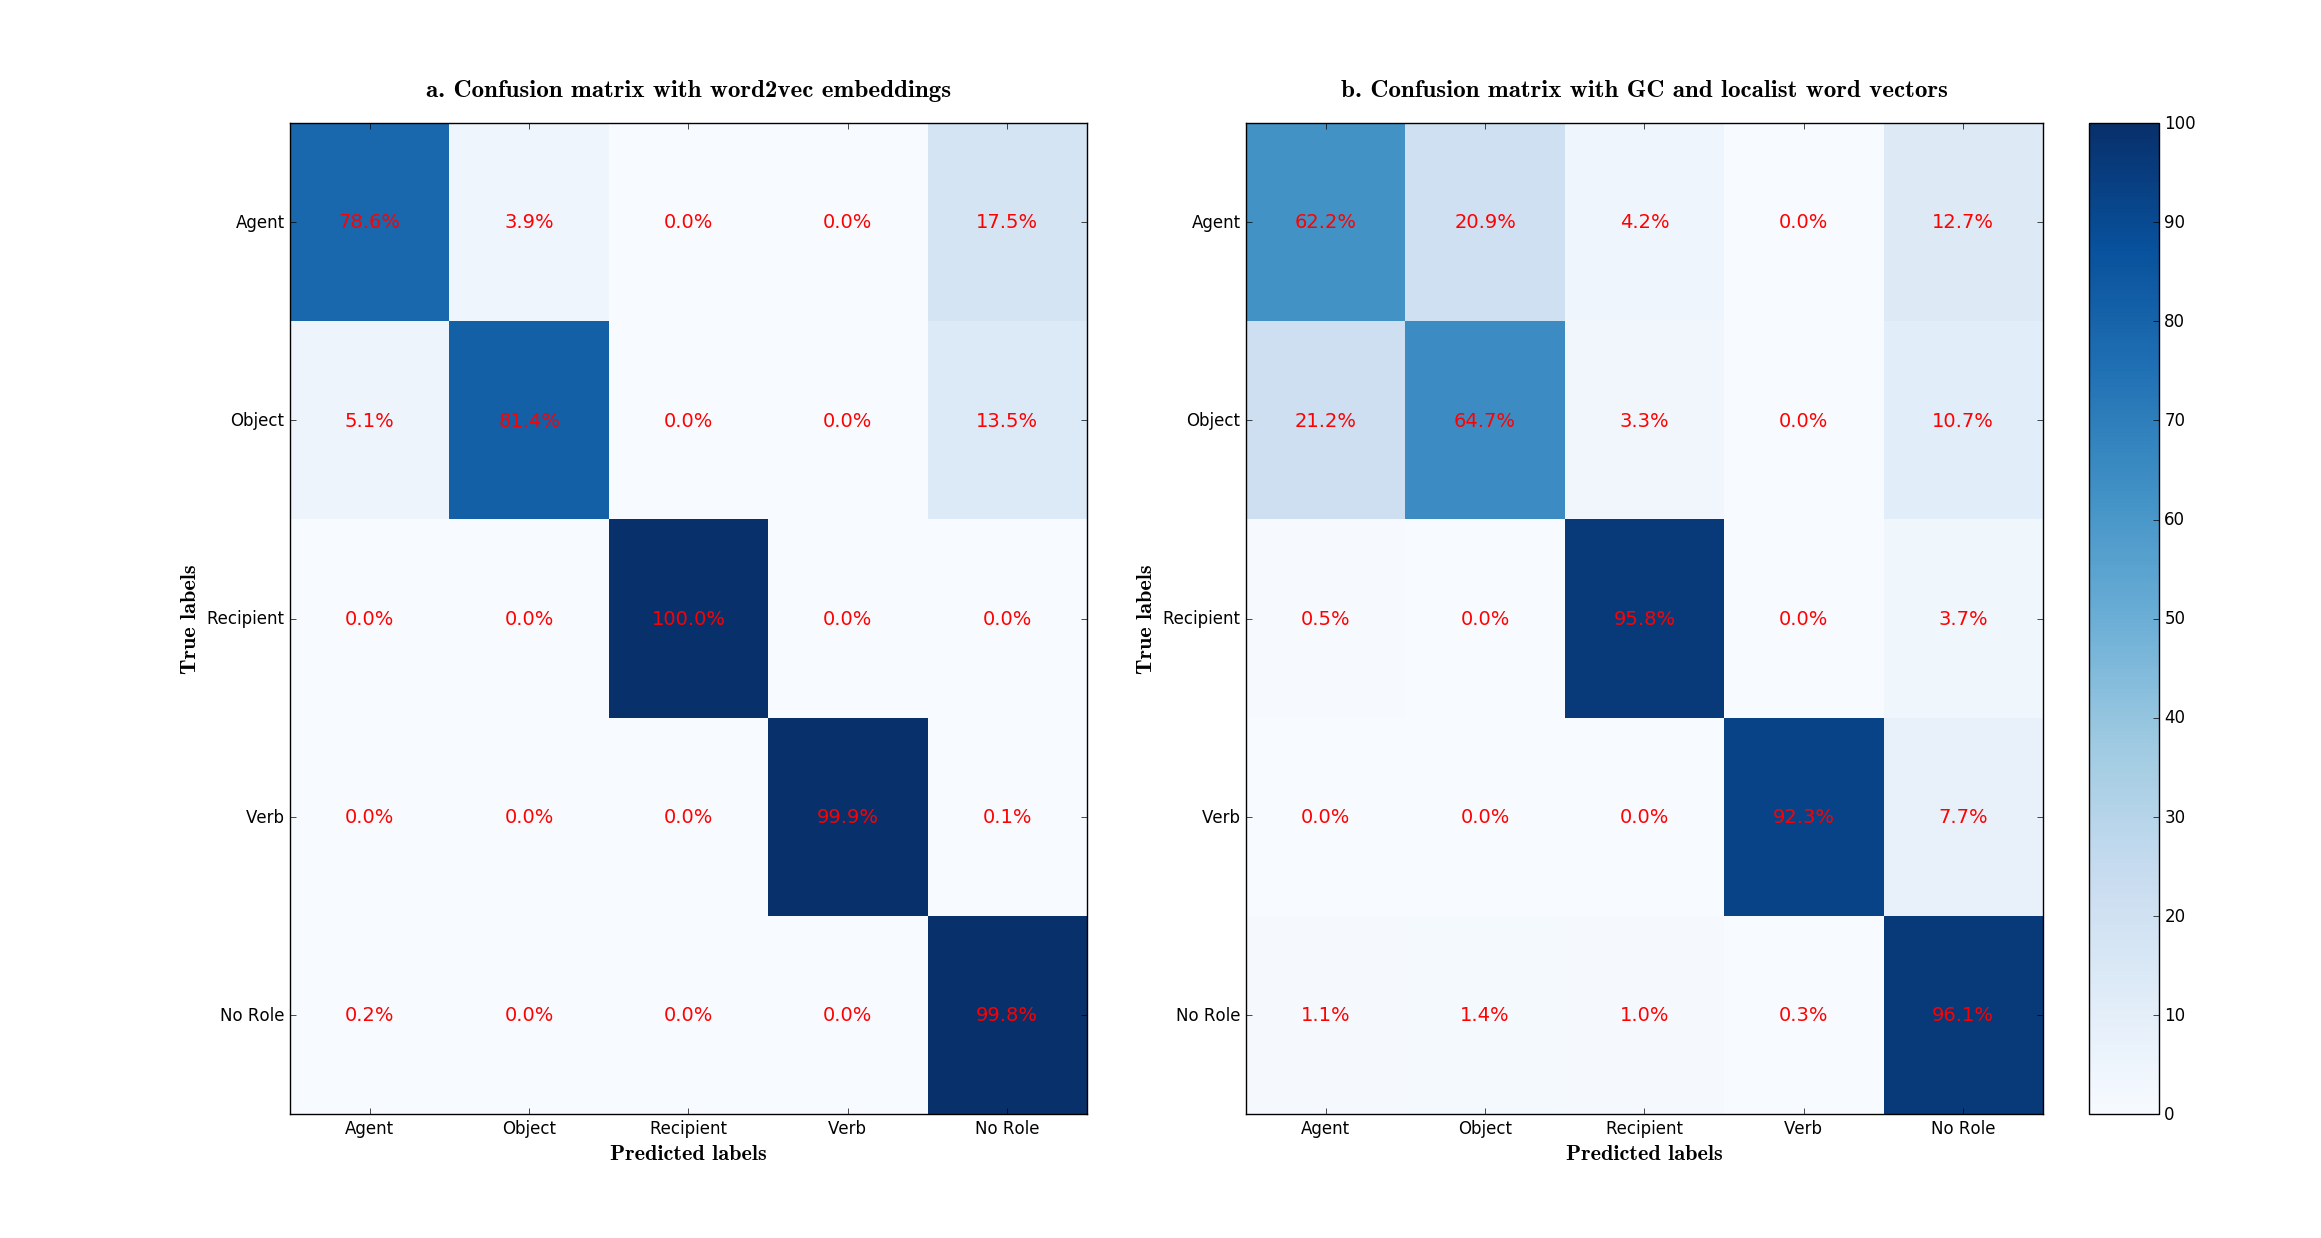 a. Confusion matrix with word2vec embeddings
Agent 78.6% 3.9% 0.0% 0.0% 17.5%
Object 5.1% 81.4% 0.0% 0.0% 13.5%
Recipient 0.0% 0.0% 100.0% 0.0% 0.0%
Verb 0.0% 0.0% 0.0% 99.9% 0.1%
No Role 0.2% 0.0% 0.0% 0.0% 99.8%
True labels
Agent Object Recipient Verb No Role
Predicted labels
b. Confusion matrix with GC and localist word vectors
Agent 62.2% 20.9% 4.2% 0.0% 12.7%
Object 21.2% 64.7% 3.3% 0.0% 10.7%
Recipient 0.5% 0.0% 95.8% 0.0% 3.7%
Verb 0.0% 0.0% 0.0% 92.3% 7.7%
No Role 1.1% 1.4% 1.0% 0.3% 96.1%
True labels
Agent Object Recipient Verb No Role
Predicted labels
100
90
80
70
60
50
40
30
20
10
0